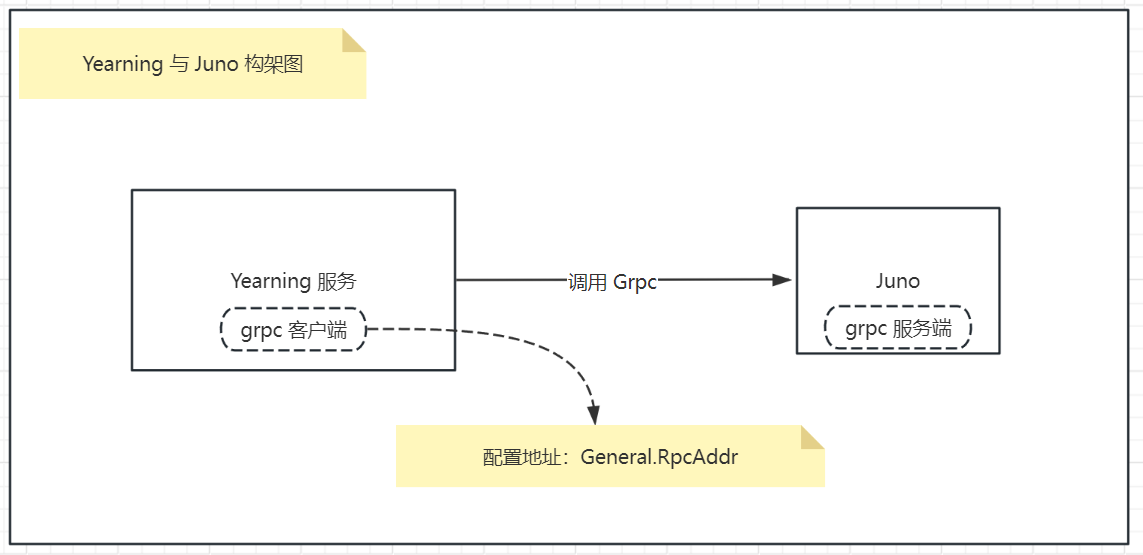 Yearning 与 Juno 构架图
Yearning 服务
grpc 客户端
调用 Grpc
Juno
grpc 服务端
配置地址：General.RpcAddr